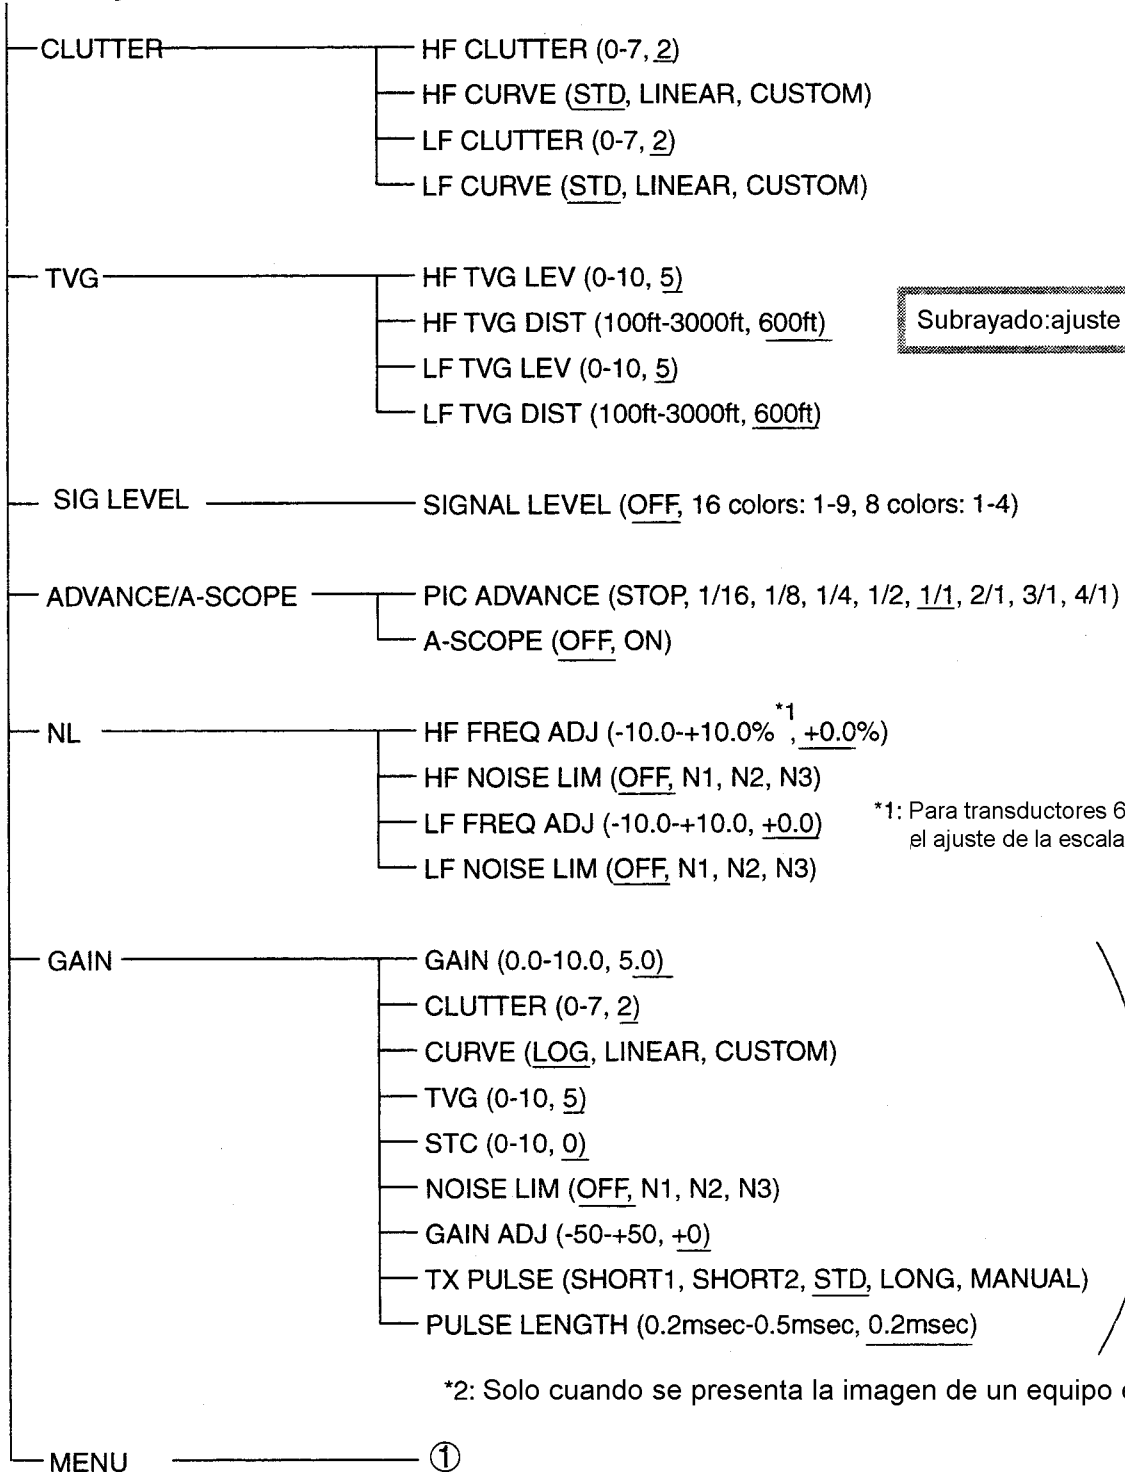 CLUTTER
HF CLUTTER (0-7, 2)
HF CURVE (STD, LINEAR, CUSTOM)
LF CLUTTER (0-7, 2)
LF CURVE (STD, LINEAR, CUSTOM)
TVG
HF TVG LEV (0-10, 5)
HF TVG DIST (100ft-3000ft, 600ft)
LF TVG LEV (0-10, 5)
LF TVG DIST (100ft-3000ft, 600ft)
Subrayado:ajuste
SIG LEVEL
SIGNAL LEVEL (OFF, 16 colors: 1-9, 8 colors: 1-4)
ADVANCE/A-SCOPE
PIC ADVANCE (STOP, 1/16, 1/8, 1/4, 1/2, 1/1, 2/1, 3/1, 4/1)
A-SCOPE (OFF, ON)
NL
HF FREQ ADJ (-10.0-+10.0%*1, +0.0%)
HF NOISE LIM (OFF, N1, N2, N3)
LF FREQ ADJ (-10.0-+10.0, +0.0)
LF NOISE LIM (OFF, N1, N2, N3)
*1: Para transductores 6
el ajuste de la escala
GAIN
GAIN (0.0-10.0, 5.0)
CLUTTER (0-7, 2)
CURVE (LOG, LINEAR, CUSTOM)
TVG (0-10, 5)
STC (0-10, 0)
NOISE LIM (OFF, N1, N2, N3)
GAIN ADJ (-50-+50, +0)
TX PULSE (SHORT1, SHORT2, STD, LONG, MANUAL)
PULSE LENGTH (0.2msec-0.5msec, 0.2msec)
*2: Solo cuando se presenta la imagen de un equipo
MENU
①